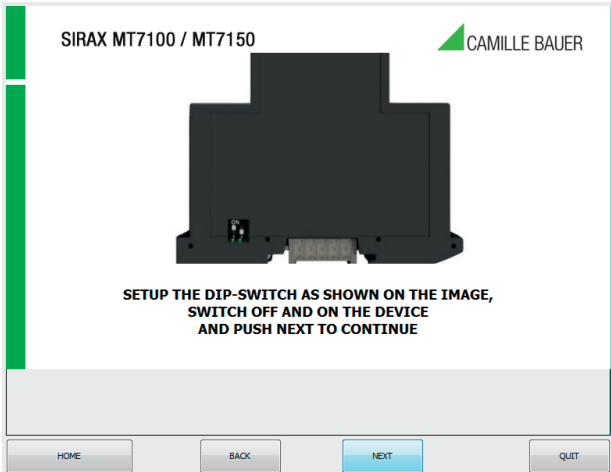 SIRAX MT7100 / MT7150
CAMILLE BAUER
ON
SETUP THE DIP-SWITCH AS SHOWN ON THE IMAGE,
SWITCH OFF AND ON THE DEVICE
AND PUSH NEXT TO CONTINUE
HOME
BACK
NEXT
QUIT